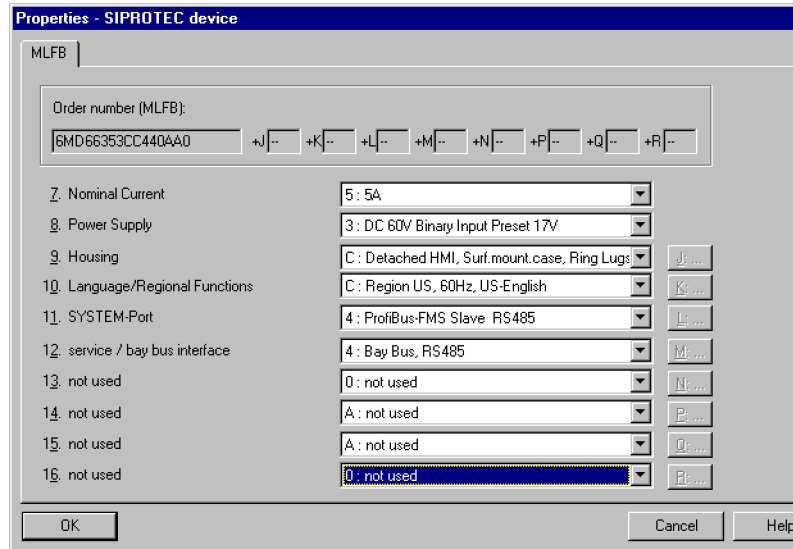 Properties - SIPROTEC device
MLFB
Order number (MLFB):
6MD66353CC440AA0 +J -- +K -- +L -- +M -- +N -- +P -- +Q -- +R --
7. Nominal Current 5 : 5A
8. Power Supply 3 : DC 60V Binary Input Preset 17V
9. Housing C : Detached HMI, Surf.mount.case, Ring Lugs J: ...
10. Language/Regional Functions C : Region US, 60Hz, US-English K: ...
11. SYSTEM-Port 4 : ProfiBus-FMS Slave RS485 L: ...
12. service / bay bus interface 4 : Bay Bus, RS485 M: ...
13. not used 0 : not used N: ...
14. not used A : not used P: ...
15. not used A : not used Q: ...
16. not used 0 : not used R: ...
OK Cancel Help